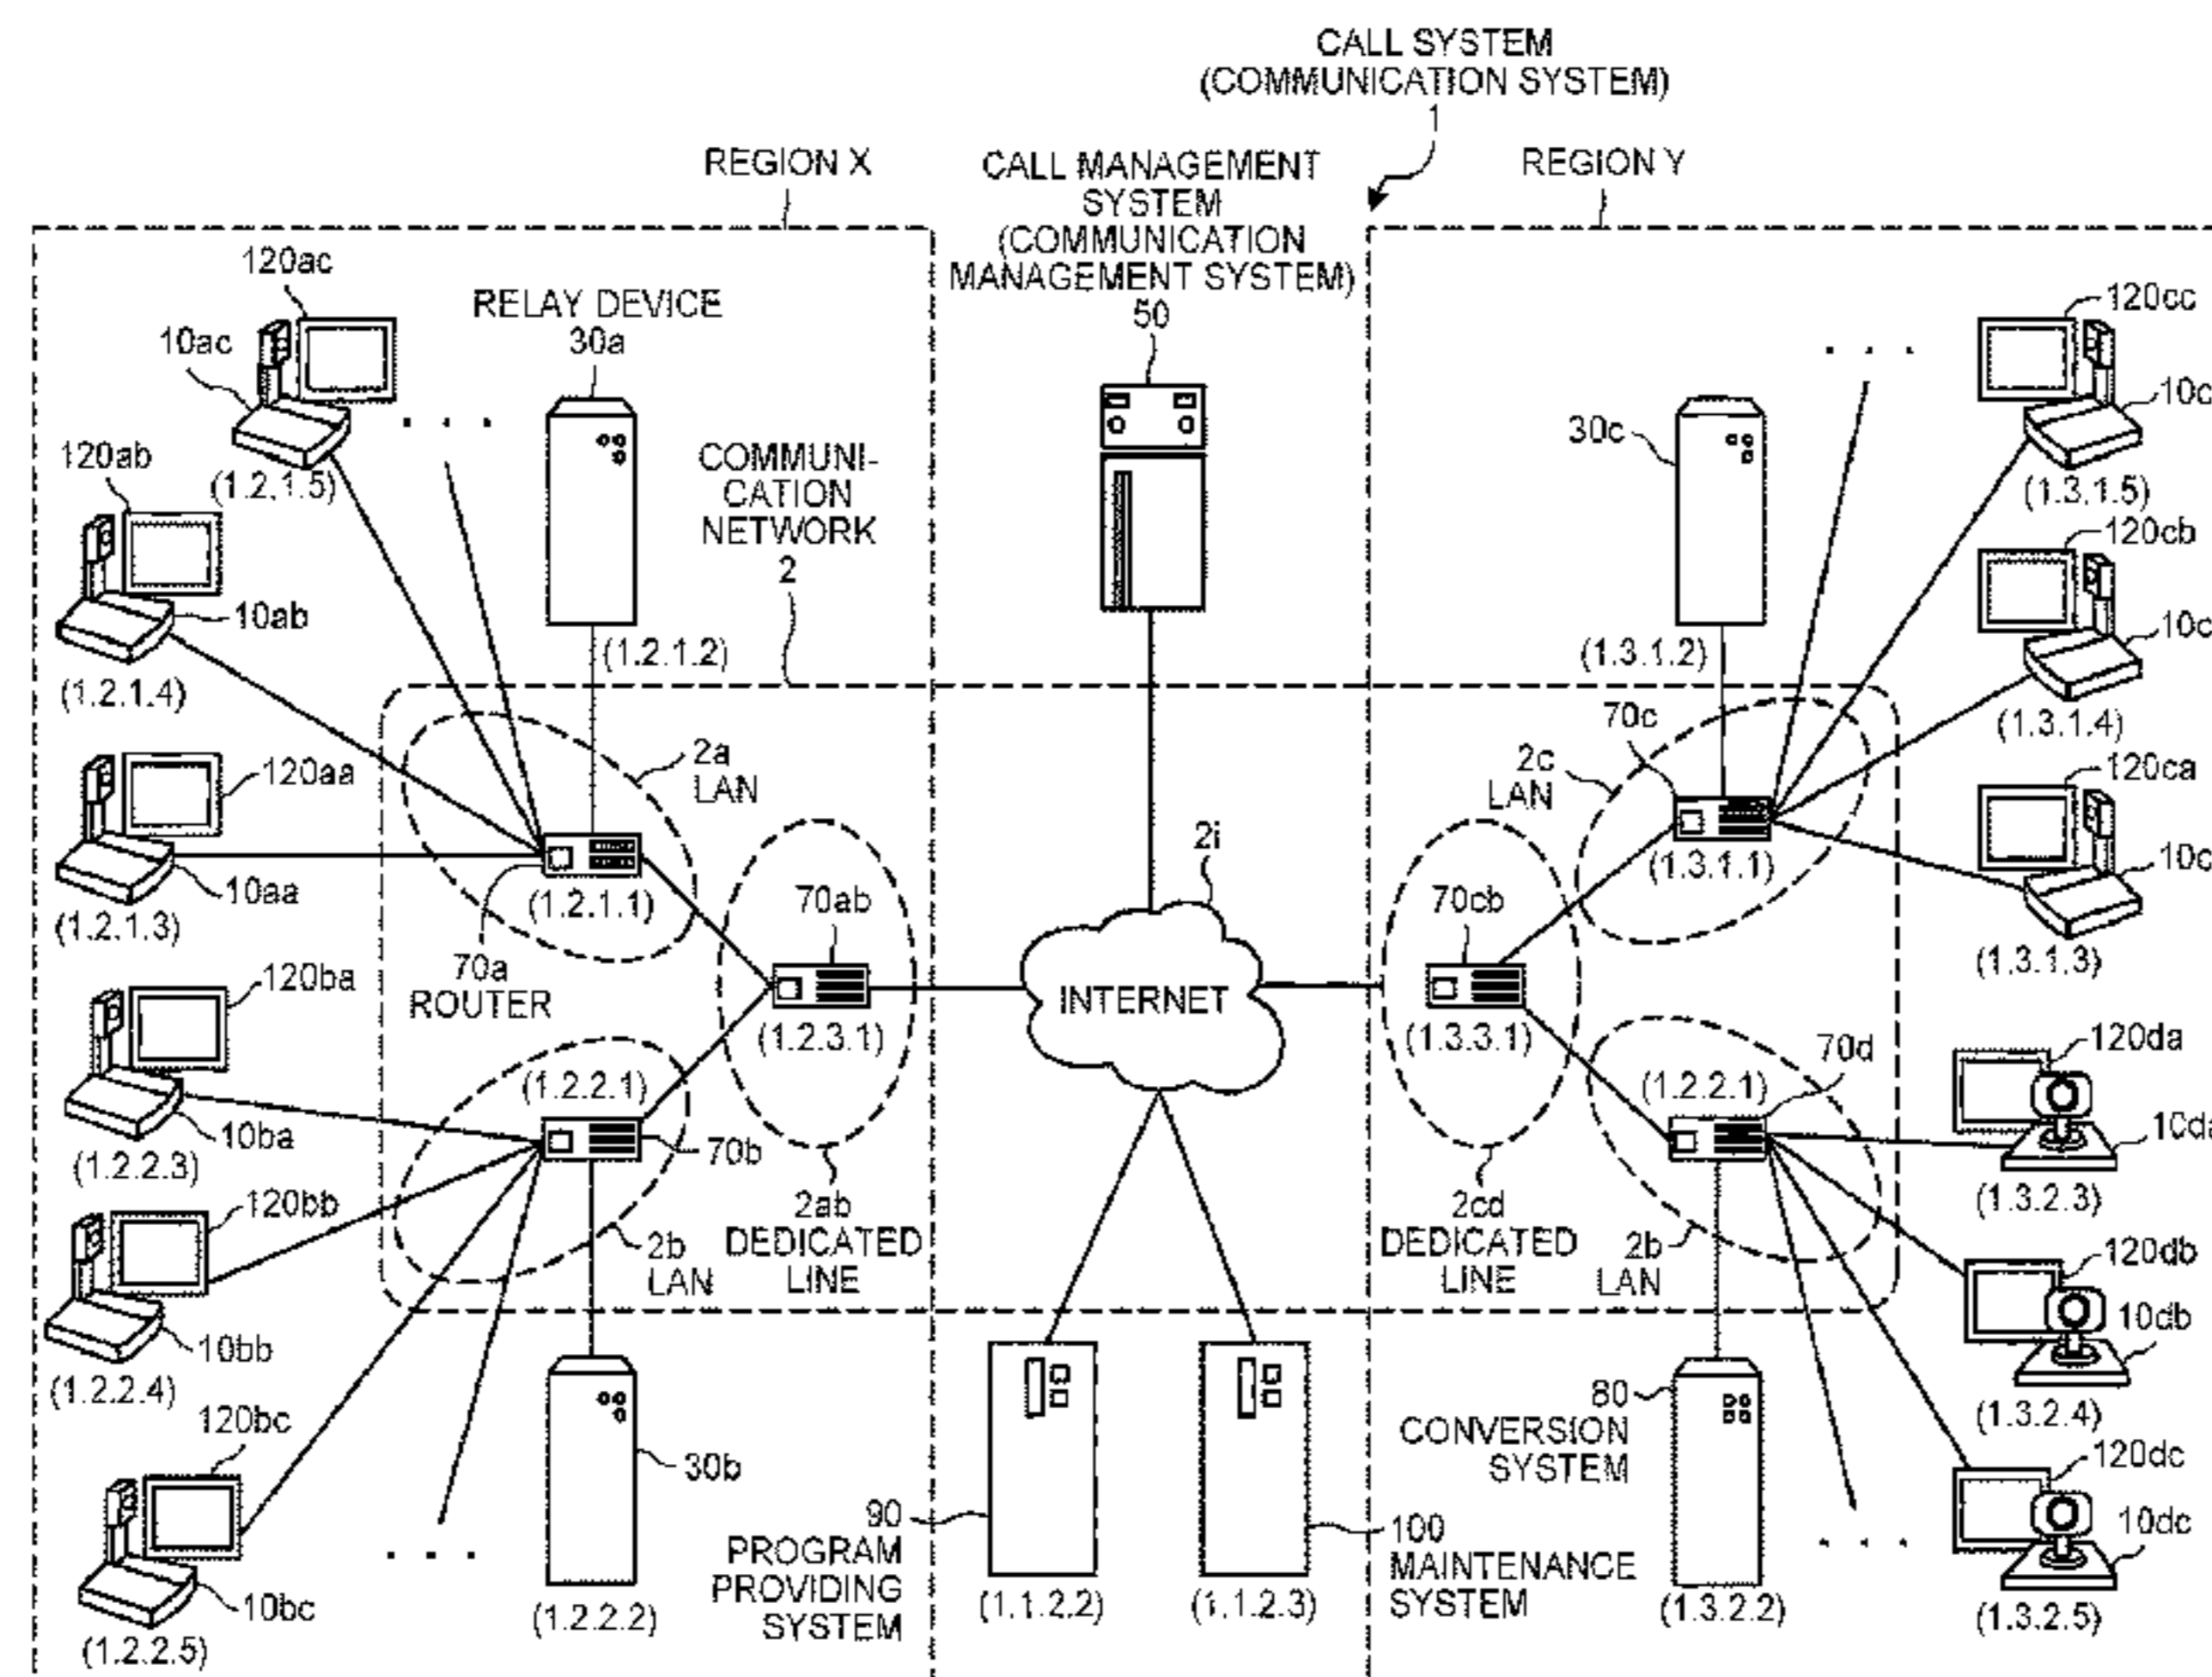 CALL SYSTEM
(COMMUNICATION SYSTEM)
1
REGION X
CALL MANAGEMENT
SYSTEM
(COMMUNICATION
MANAGEMENT SYSTEM)
50
REGION Y
120ac
10ac
(1.2.1.5)
RELAY DEVICE
30a
(1.2.1.2)
COMMUNI-
CATION
NETWORK
2
120ab
10ab
(1.2.1.4)
120aa
10aa
(1.2.1.3)
2a
LAN
(1.2.1.1)
70a
ROUTER
70ab
(1.2.3.1)
2ab
DEDICATED
LINE
120ba
10ba
(1.2.2.3)
(1.2.2.1)
70b
2b
LAN
120bb
10bb
(1.2.2.4)
120bc
10bc
(1.2.2.5)
30b
(1.2.2.2)
2i
INTERNET
90
PROGRAM
PROVIDING
SYSTEM
(1.1.2.2)
100
MAINTENANCE
SYSTEM
(1.1.2.3)
30c
(1.3.1.2)
120cc
10c
(1.3.1.5)
120cb
10c
(1.3.1.4)
120ca
10c
(1.3.1.3)
70c
2c
LAN
(1.3.1.1)
70cb
(1.3.3.1)
2cd
DEDICATED
LINE
70d
(1.2.2.1)
2b
LAN
120da
10da
(1.3.2.3)
120db
10db
(1.3.2.4)
120dc
10dc
(1.3.2.5)
80
CONVERSION
SYSTEM
(1.3.2.2)